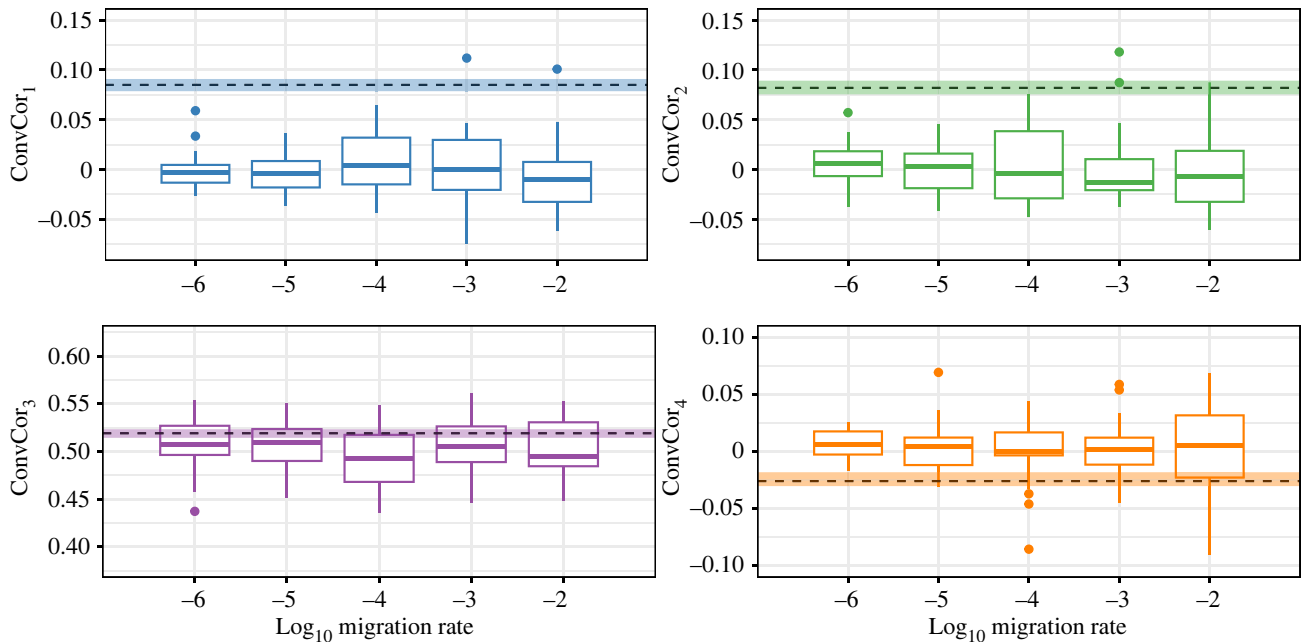 0.15
0.10
0.05
0
–0.05
ConvCor1
–6 –5 –4 –3 –2
0.15
0.10
0.05
0
–0.05
ConvCor2
–6 –5 –4 –3 –2
0.60
0.55
0.50
0.45
0.40
ConvCor3
–6 –5 –4 –3 –2
Log10 migration rate
0.10
0.05
0
–0.05
–0.10
ConvCor4
–6 –5 –4 –3 –2
Log10 migration rate